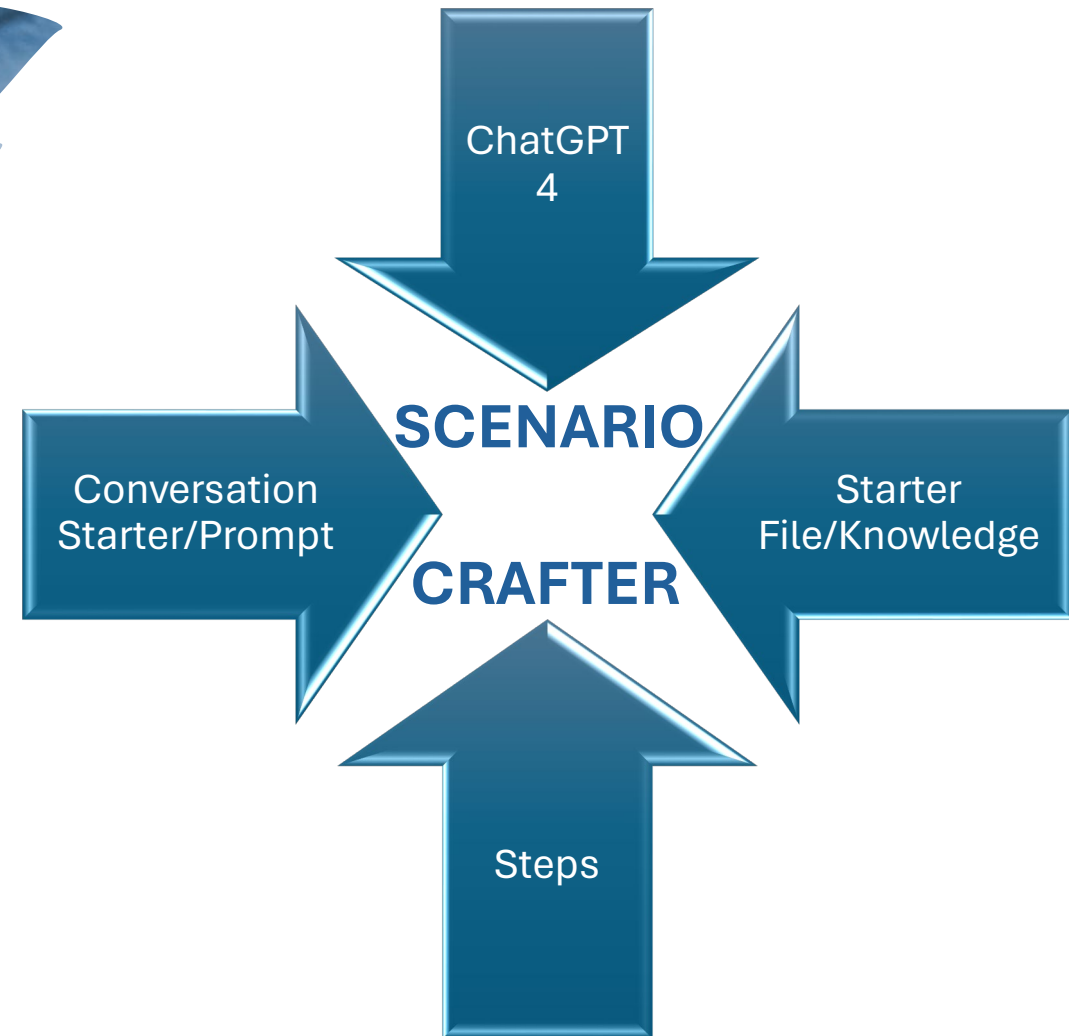 ChatGPT
4
SCENARIO
CRAFTER
Conversation
Starter/Prompt
Starter
File/Knowledge
Steps